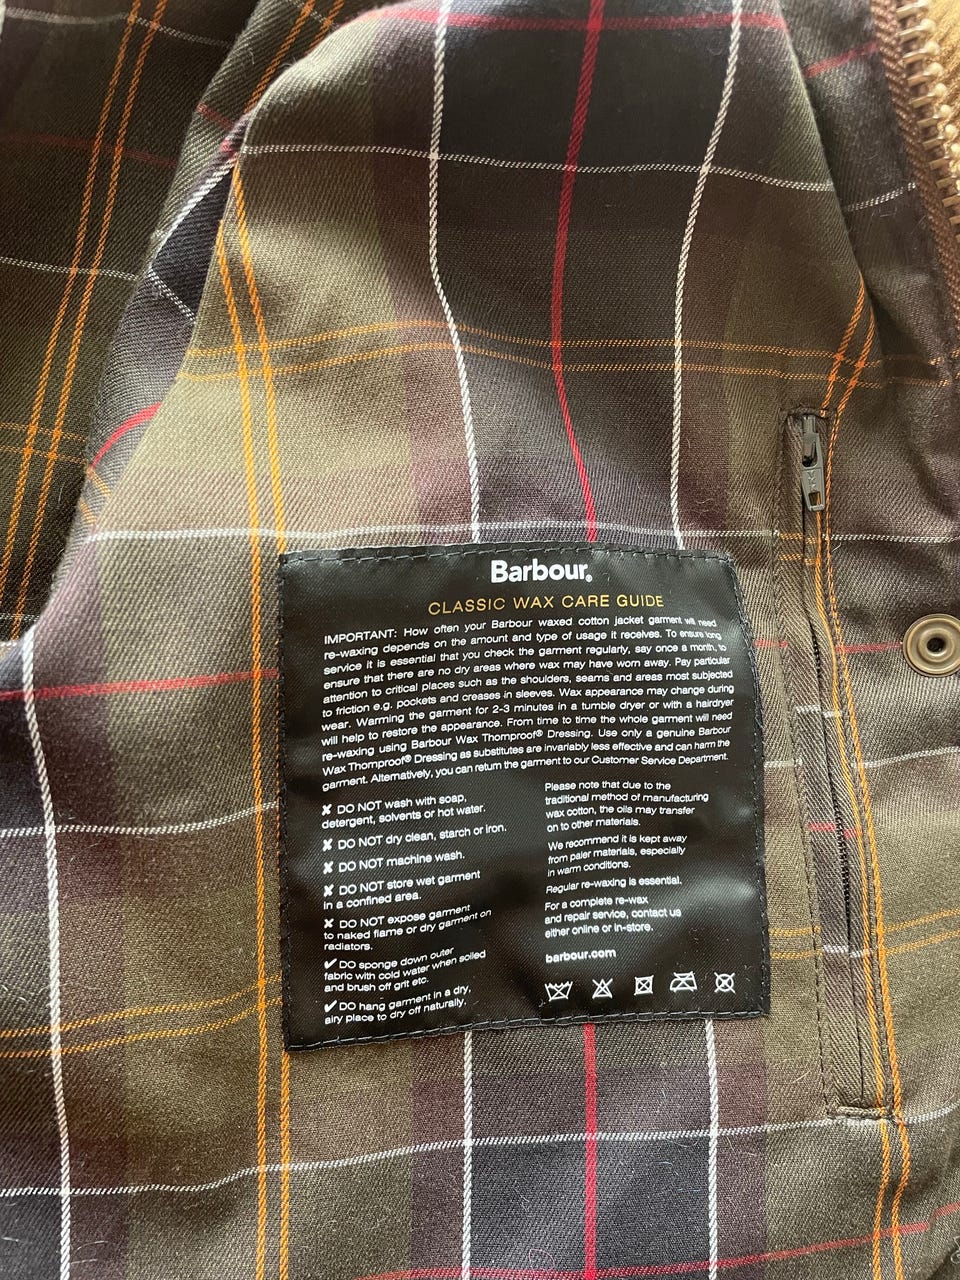 Barbour®
CLASSIC WAX CARE GUIDE
IMPORTANT: How often your Barbour waxed cotton jacket garment will need
re-waxing depends on the amount and type of usage it receives. To ensure long
service it is essential that you check the garment regularly, say once a month, to
ensure that there are no dry areas where wax may have worn away. Pay particular
attention to critical places such as the shoulders, seams and areas most subjected
to friction e.g. pockets and creases in sleeves. Wax appearance may change during
wear. Warming the garment for 2-3 minutes in a tumble dryer or with a hairdryer
will help to restore the appearance. From time to time the whole garment will need
re-waxing using Barbour Wax Thornproof® Dressing. Use only a genuine Barbour
Wax Thornproof® Dressing as substitutes are invariably less effective and can harm the
garment. Alternatively, you can return the garment to our Customer Service Department.
✘ DO NOT wash with soap,
detergent, solvents or hot water.
✘ DO NOT dry clean, starch or iron.
✘ DO NOT machine wash.
✘ DO NOT store wet garment
in a confined area.
✘ DO NOT expose garment
to naked flame or dry garment on
radiators.
✔ DO sponge down outer
fabric with cold water when soiled
and brush off grit etc.
✔ DO hang garment in a dry,
airy place to dry off naturally,
Please note that due to the
traditional method of manufacturing
wax cotton, the oils may transfer
on to other materials.
We recommend it is kept away
from paler materials, especially
in warm conditions.
Regular re-waxing is essential.
For a complete re-wax
and repair service, contact us
either online or in-store.
barbour.com